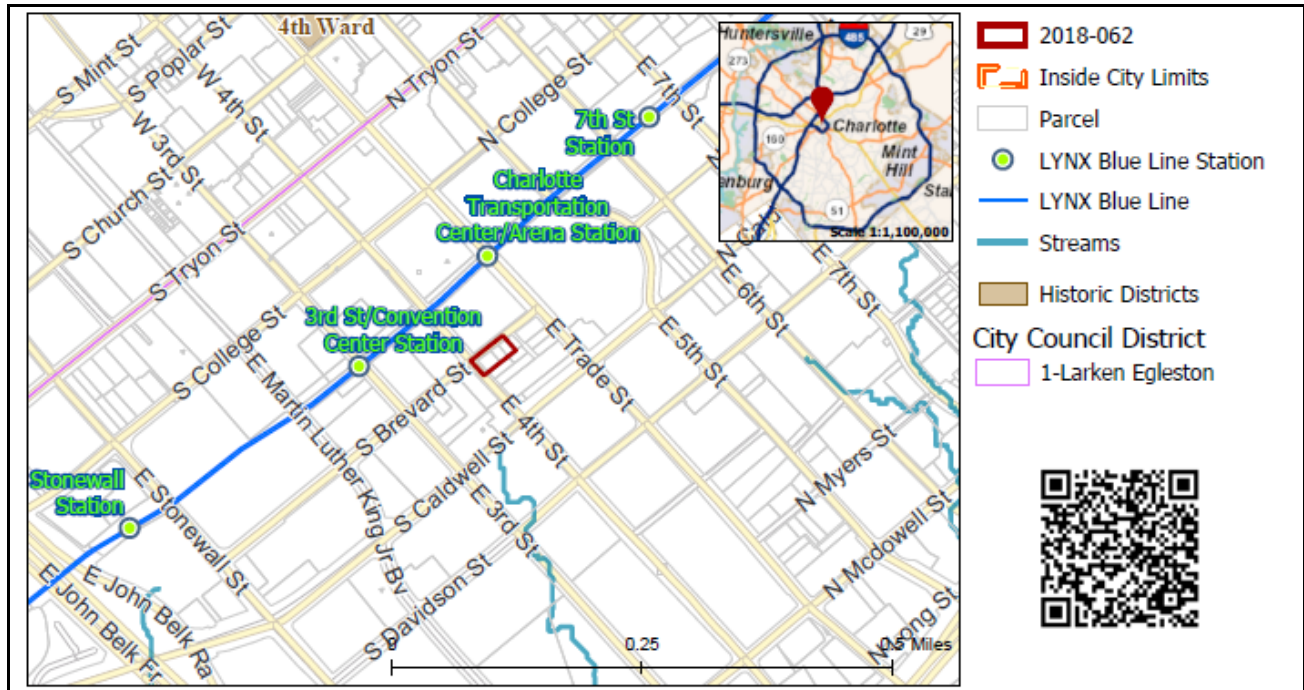 4th Ward
S Mint St
S Poplar St
W 4th St
W 3rd St
N Tryon St
N College St
E 7th St
7th St
Station
Charlotte
Transportation
Center/Arena Station
S Church St
S Tryon St
3rd St/Convention
Center Station
S College St
E Martin Luther King Jr Bv
S Brevard St
E Trade St
E 5th St
E 6th St
E 7th St
E 4th St
S Caldwell St
E 3rd St
N Myers St
N Mcdowell St
S Davidson St
Stonewall
Station
E Stonewall St
E John Belk Ra
E John Belk Fr
0
0.25
0.5 Miles
Huntersville
485
29
273
Charlotte
160
Mint
Hill
enburg
51
Scale 1:1,100,000
2018-062
Inside City Limits
Parcel
LYNX Blue Line Station
LYNX Blue Line
Streams
Historic Districts
City Council District
1-Larken Egleston